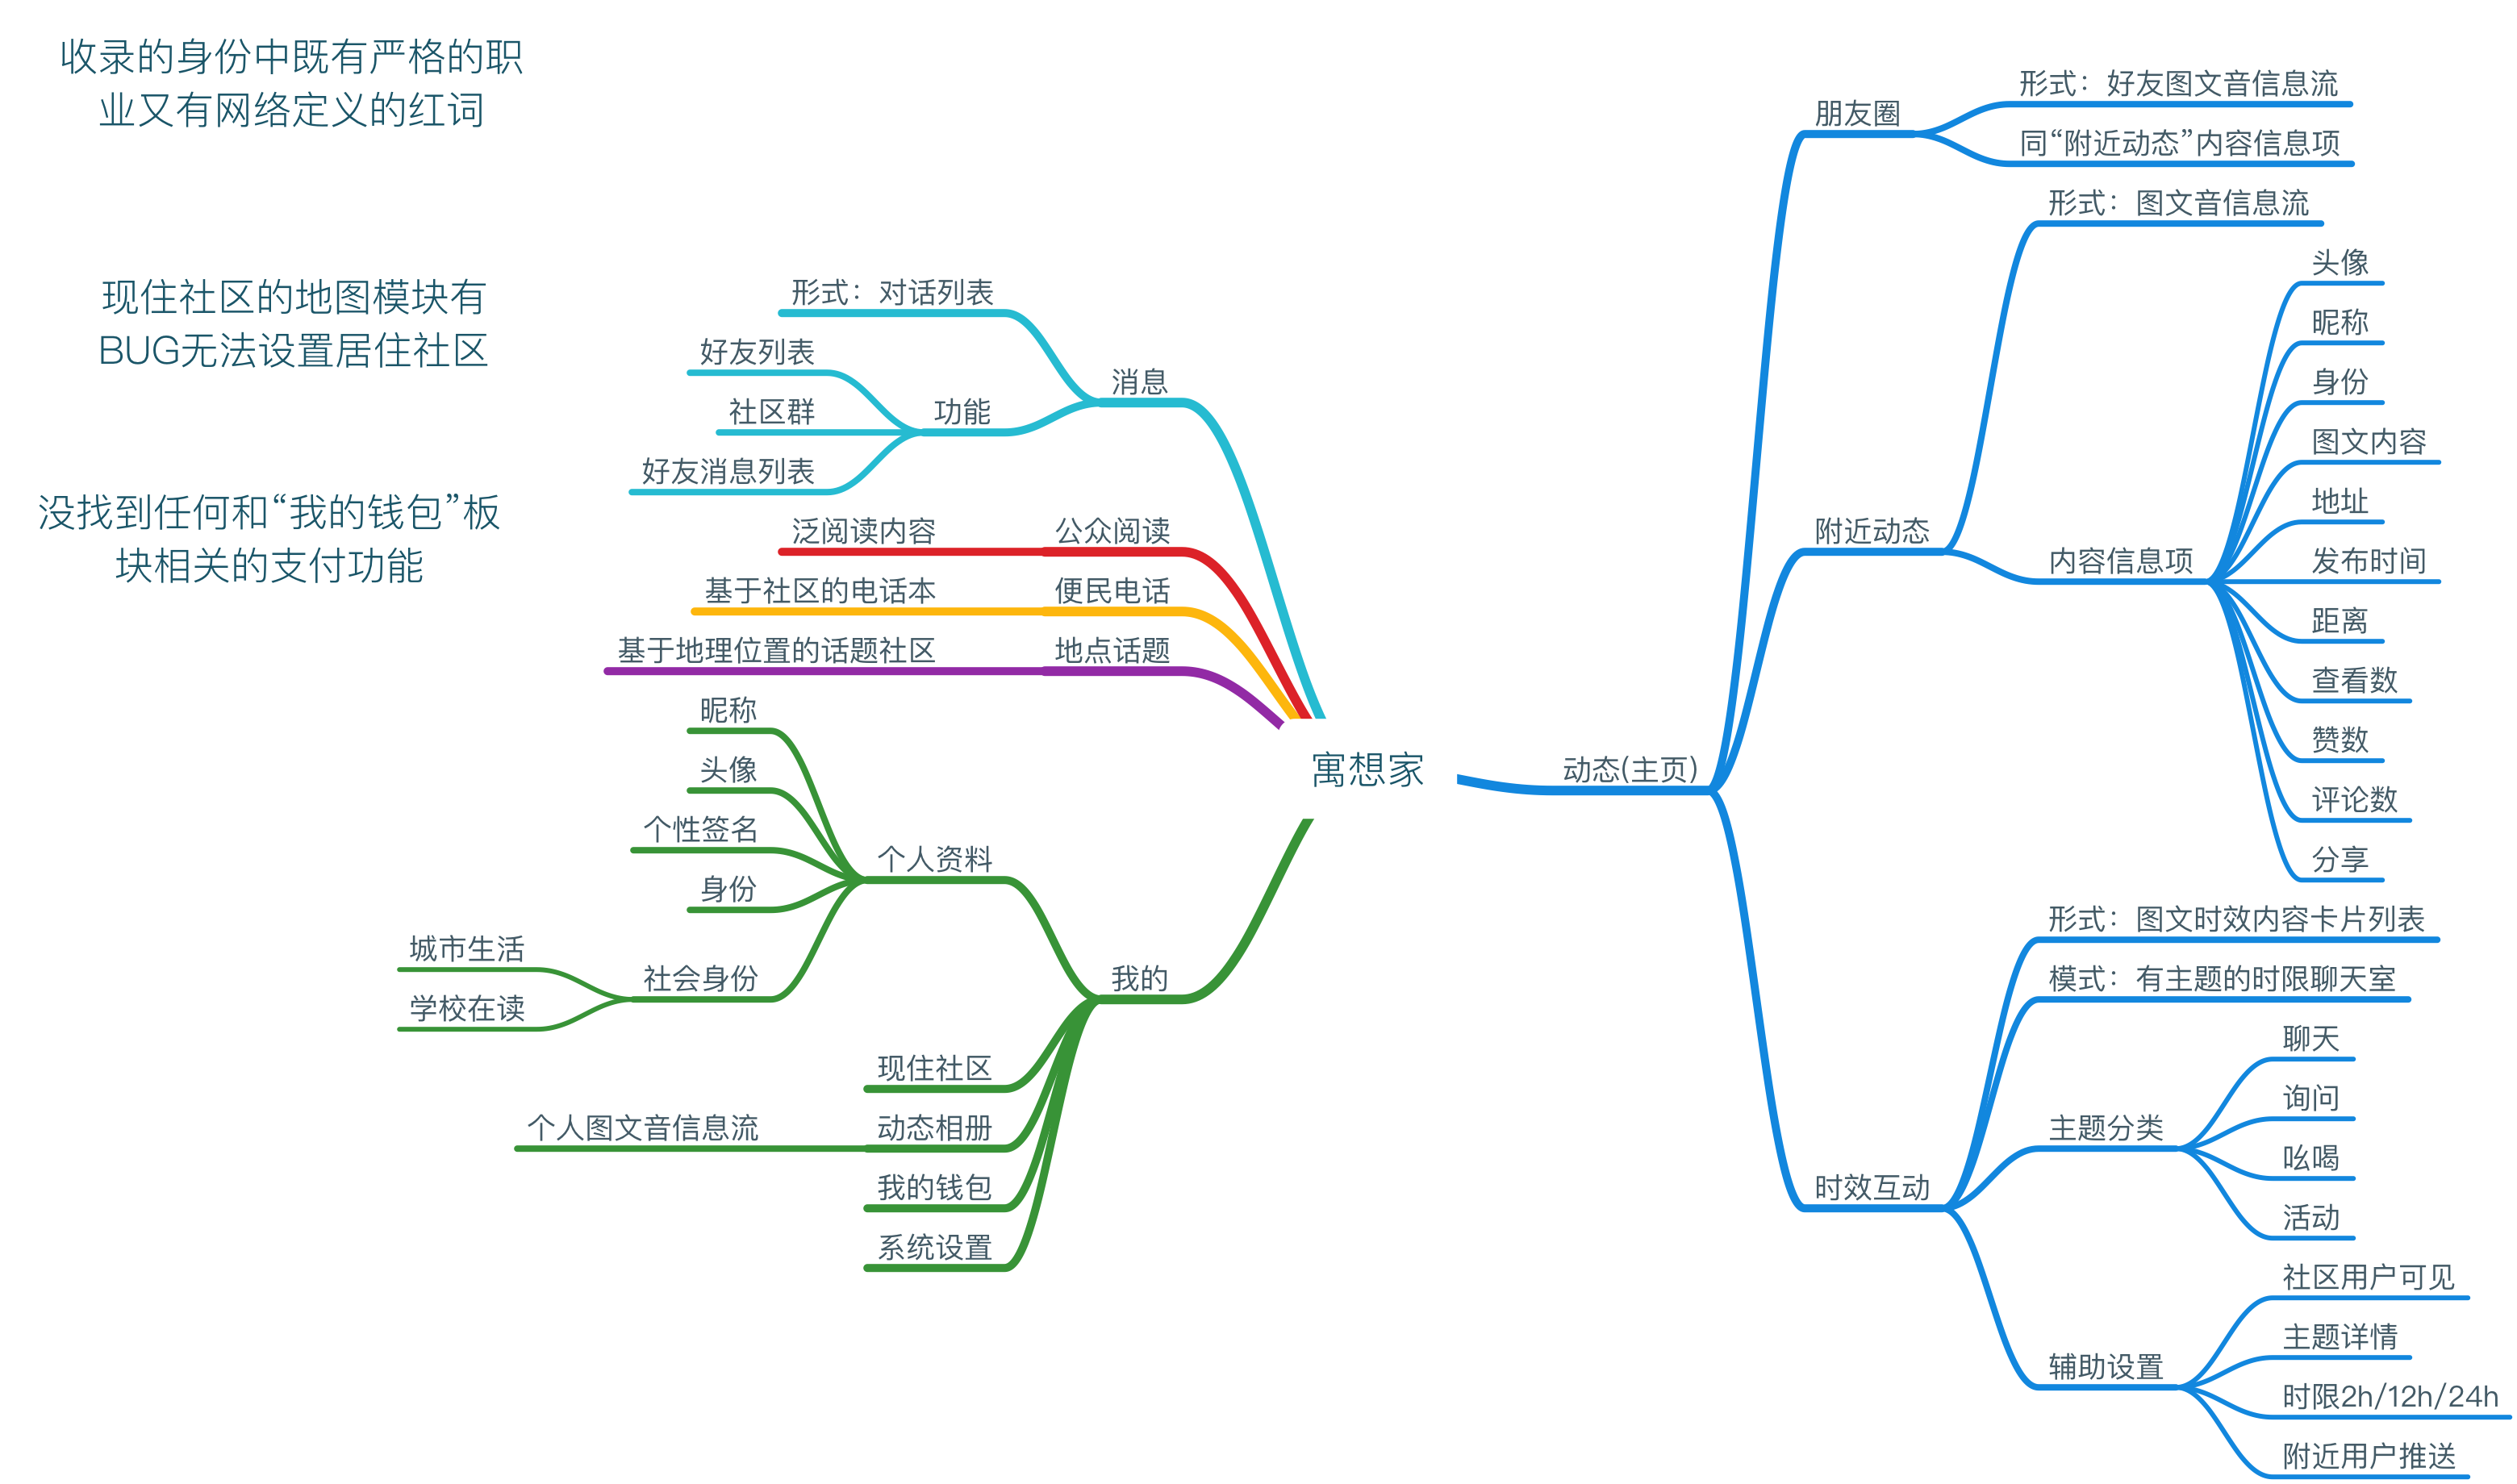 收录的身份中既有严格的职
业又有网络定义的红词
现住社区的地图模块有
BUG无法设置居住社区
没找到任何和“我的钱包”板
块相关的支付功能
寓想家
消息
形式：对话列表
功能
好友列表
社区群
好友消息列表
公众阅读
泛阅读内容
便民电话
基于社区的电话本
地点话题
基于地理位置的话题社区
我的
个人资料
昵称
头像
个性签名
身份
社会身份
城市生活
学校在读
现住社区
动态相册
个人图文音信息流
我的钱包
系统设置
动态(主页)
朋友圈
形式：好友图文音信息流
同“附近动态”内容信息项
附近动态
形式：图文音信息流
内容信息项
头像
昵称
身份
图文内容
地址
发布时间
距离
查看数
赞数
评论数
分享
时效互动
形式：图文时效内容卡片列表
模式：有主题的时限聊天室
主题分类
聊天
询问
吆喝
活动
辅助设置
社区用户可见
主题详情
时限2h/12h/24h
附近用户推送